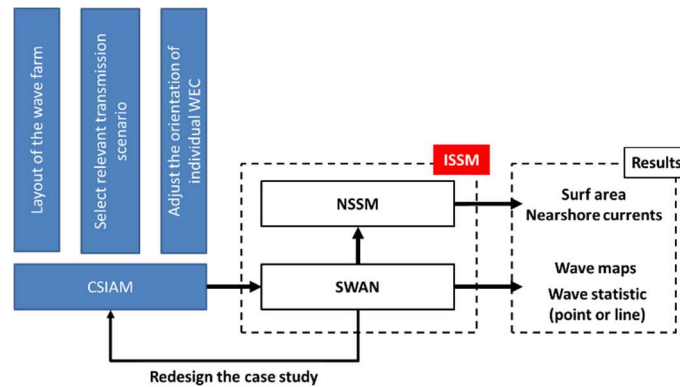 Layout of the wave farm
Select relevant transmission
scenario
Adjust the orientation of
individual WEC
CSIAM
ISSM
NSSM
SWAN
Results
Surf area
Nearshore currents
Wave maps
Wave statistic
(point or line)
Redesign the case study